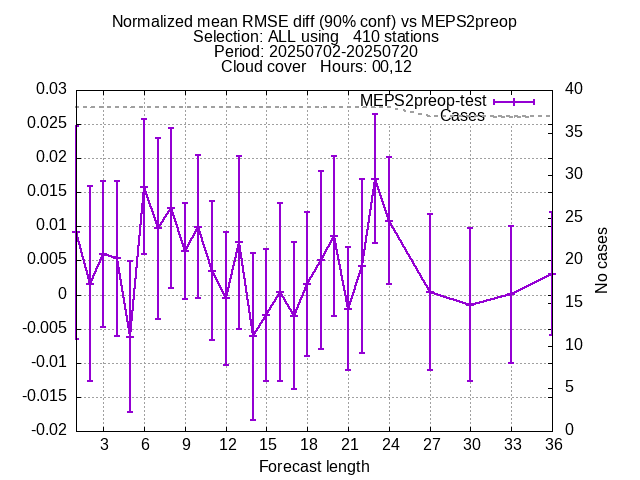 Normalized mean RMSE diff (90% conf) vs MEPS2preop
Selection: ALL using   410 stations
Period: 20250702-20250720
Cloud cover   Hours: 00,12
0.03
0.025
0.02
0.015
0.01
0.005
0
-0.005
-0.01
-0.015
-0.02
MEPS2preop-test
Cases
40
35
30
25
20
15
10
5
0
No cases
3 6 9 12 15 18 21 24 27 30 33 36
Forecast length